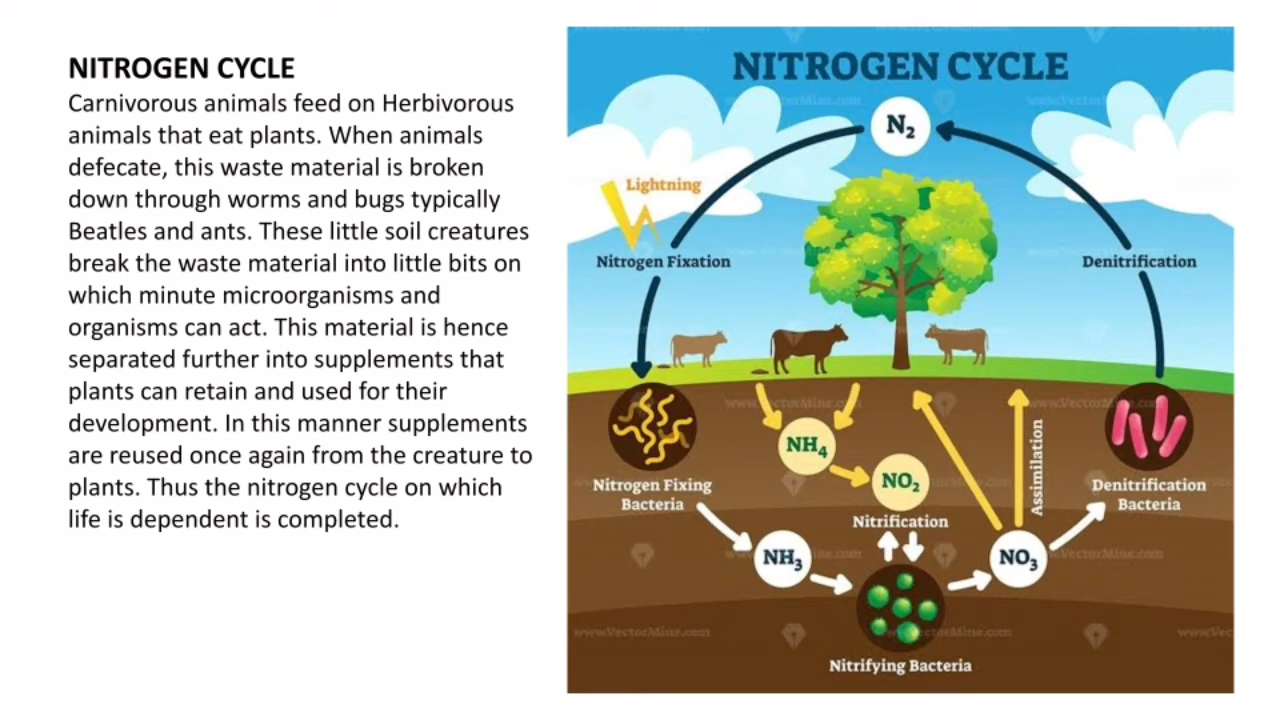 NITROGEN CYCLE
Carnivorous animals feed on Herbivorous
animals that eat plants. When animals
defecate, this waste material is broken
down through worms and bugs typically
Beatles and ants. These little soil creatures
break the waste material into little bits on
which minute microorganisms and
organisms can act. This material is hence
separated further into supplements that
plants can retain and used for their
development. In this manner supplements
are reused once again from the creature to
plants. Thus the nitrogen cycle on which
life is dependent is completed.
NITROGEN CYCLE
N₂
Lightning
Nitrogen Fixation
Denitrification
NH₄
NO₂
Nitrification
Assimilation
Nitrogen Fixing
Bacteria
Denitrification
Bacteria
NH₃
NO₃
Nitrifying Bacteria
www.VectorMine.com